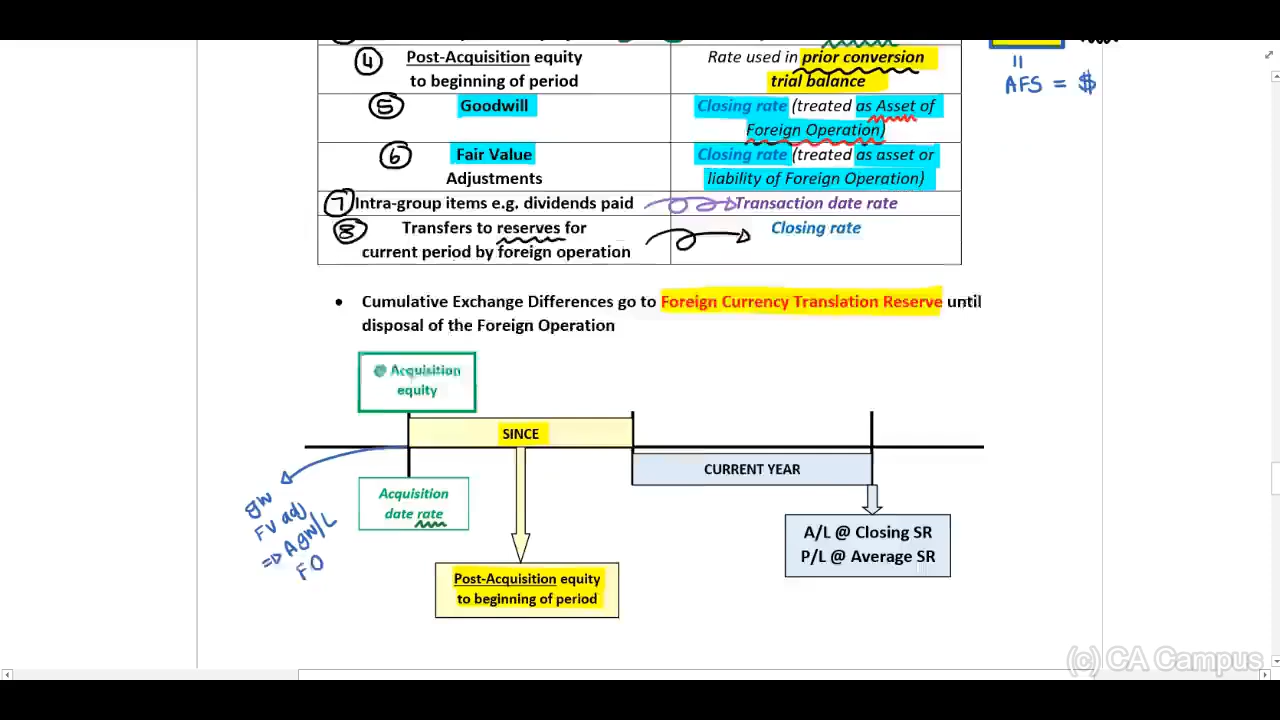 4 Post-Acquisition equity to beginning of period
Rate used in prior conversion trial balance
AFS = $
5 Goodwill
Closing rate (treated as Asset of Foreign Operation)
6 Fair Value Adjustments
Closing rate (treated as asset or liability of Foreign Operation)
7 Intra-group items e.g. dividends paid
Transaction date rate
8 Transfers to reserves for current period by foreign operation
Closing rate
• Cumulative Exchange Differences go to Foreign Currency Translation Reserve until
disposal of the Foreign Operation
@ Acquisition
equity
SINCE
CURRENT YEAR
gw
FV adj
=> A gw/L
FO
Acquisition
date rate
A/L @ Closing SR
P/L @ Average SR
Post-Acquisition equity
to beginning of period
(c) CA Campus